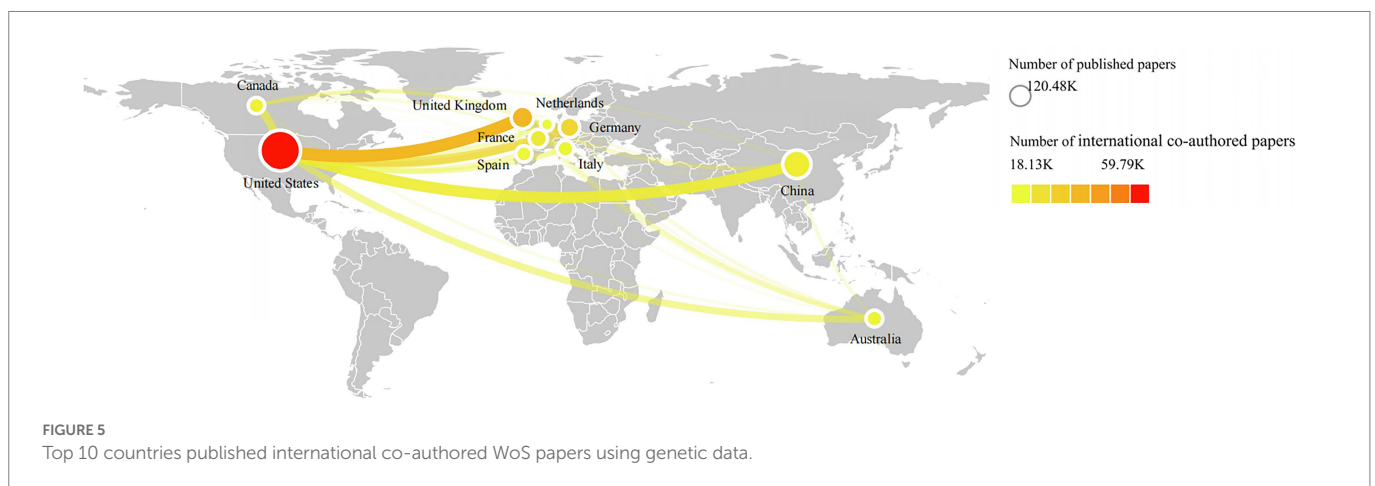 Canada
United Kingdom
Netherlands
France
Germany
Spain
Italy
United States
China
Australia
Number of published papers
120.48K
Number of international co-authored papers
18.13K 59.79K
FIGURE 5
Top 10 countries published international co-authored WoS papers using genetic data.